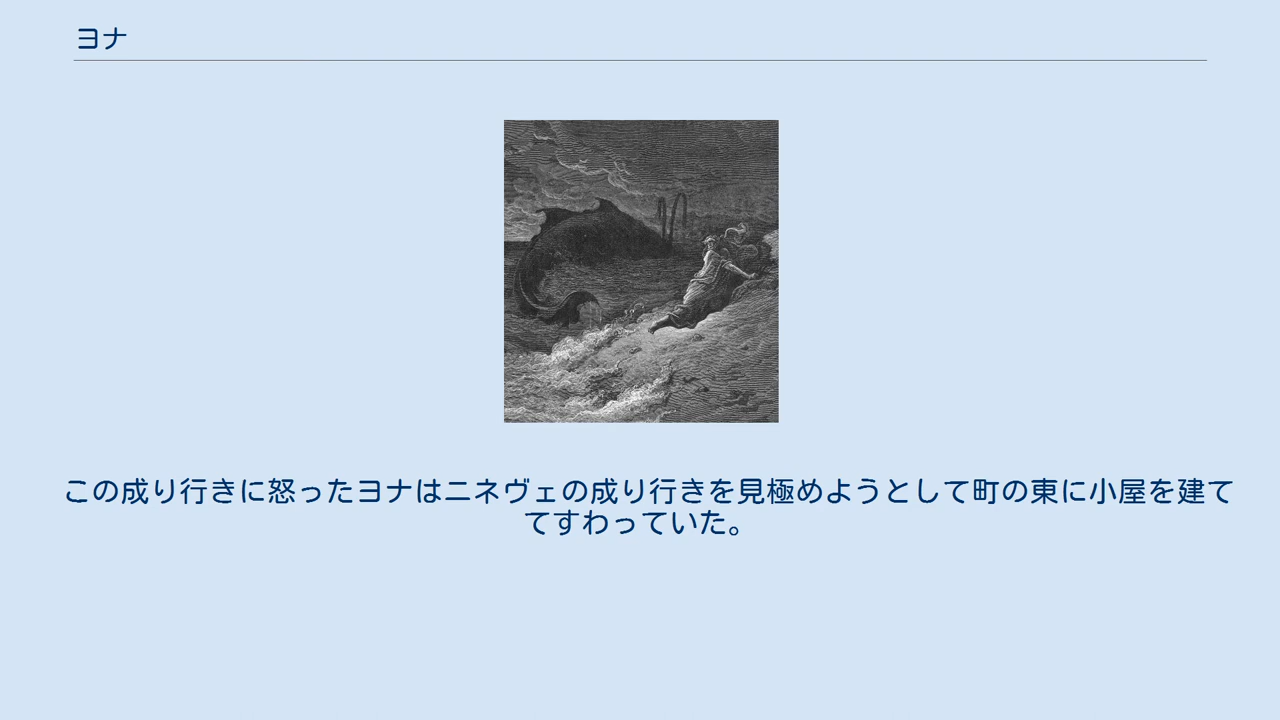 ヨナ
この成り行きに怒ったヨナはニネヴェの成り行きを見極めようとして町の東に小屋を建て
てすわっていた。